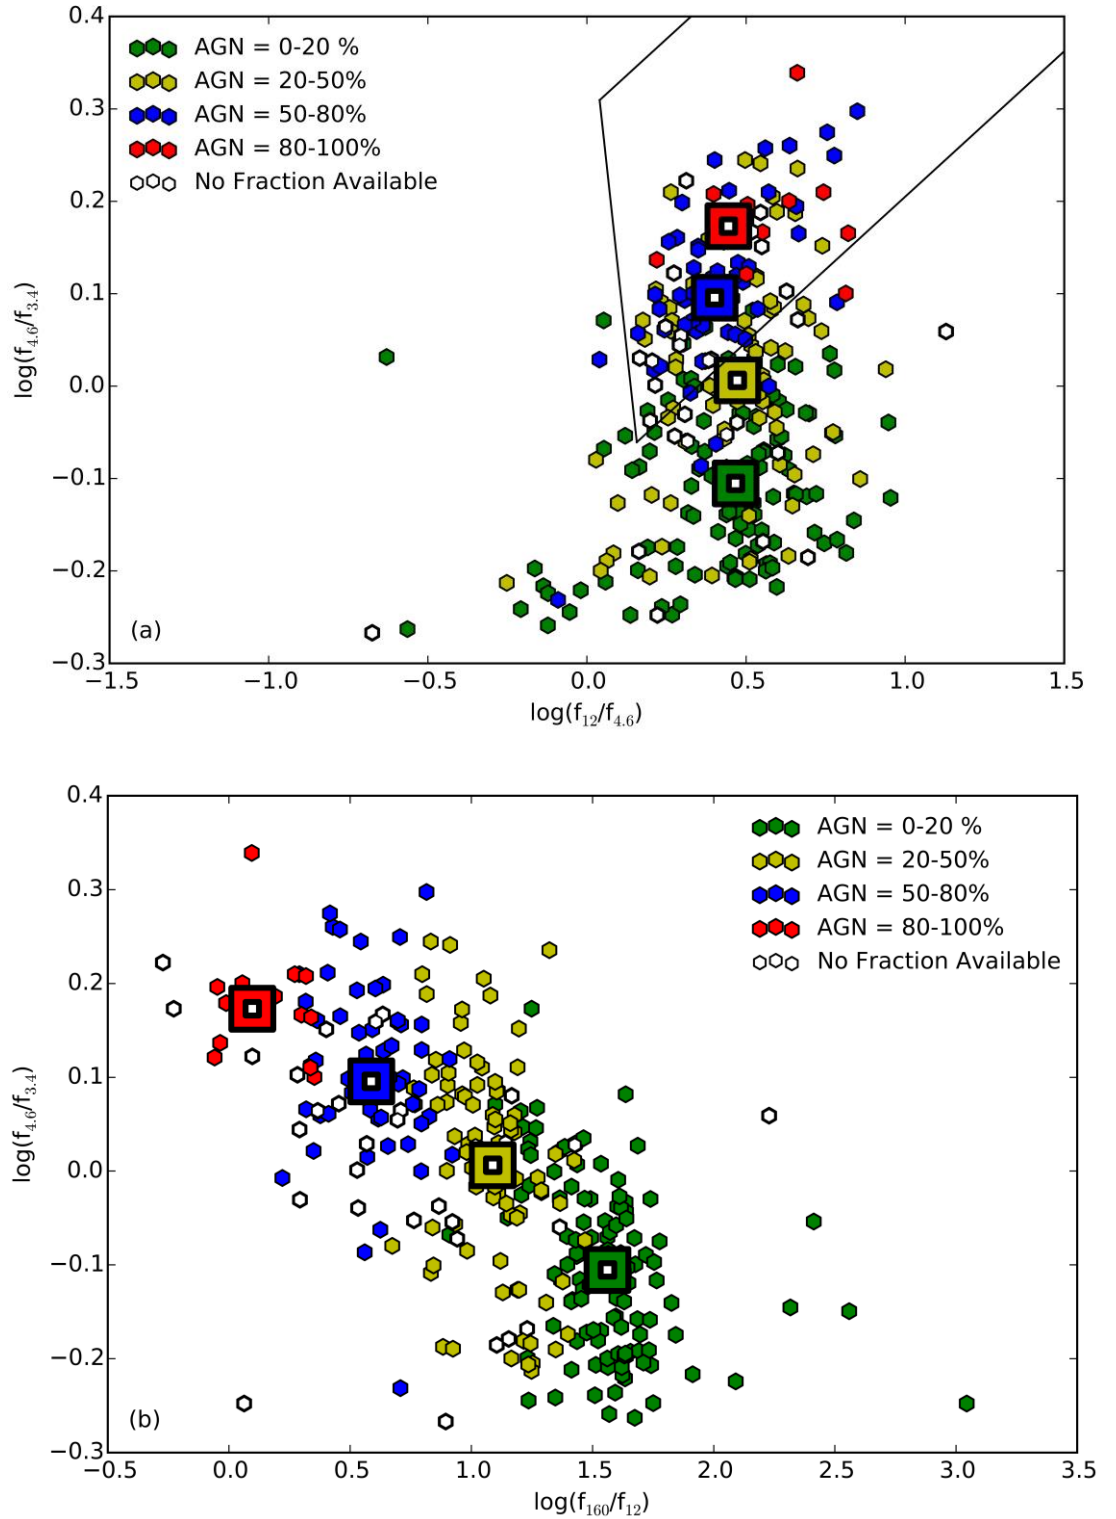 0.4
AGN = 0-20 %
AGN = 20-50%
0.3
AGN = 50-80%
AGN = 80-100%
No Fraction Available
0.2
0.1
log(f4.6/f3.4)
0.0
−0.1
−0.2
(a)
−0.3
−1.5 −1.0 −0.5 0.0 0.5 1.0 1.5
log(f12/f4.6)
0.4
AGN = 0-20 %
AGN = 20-50%
0.3
AGN = 50-80%
AGN = 80-100%
No Fraction Available
0.2
0.1
log(f4.6/f3.4)
0.0
−0.1
−0.2
(b)
−0.3
−0.5 0.0 0.5 1.0 1.5 2.0 2.5 3.0 3.5
log(f160/f12)